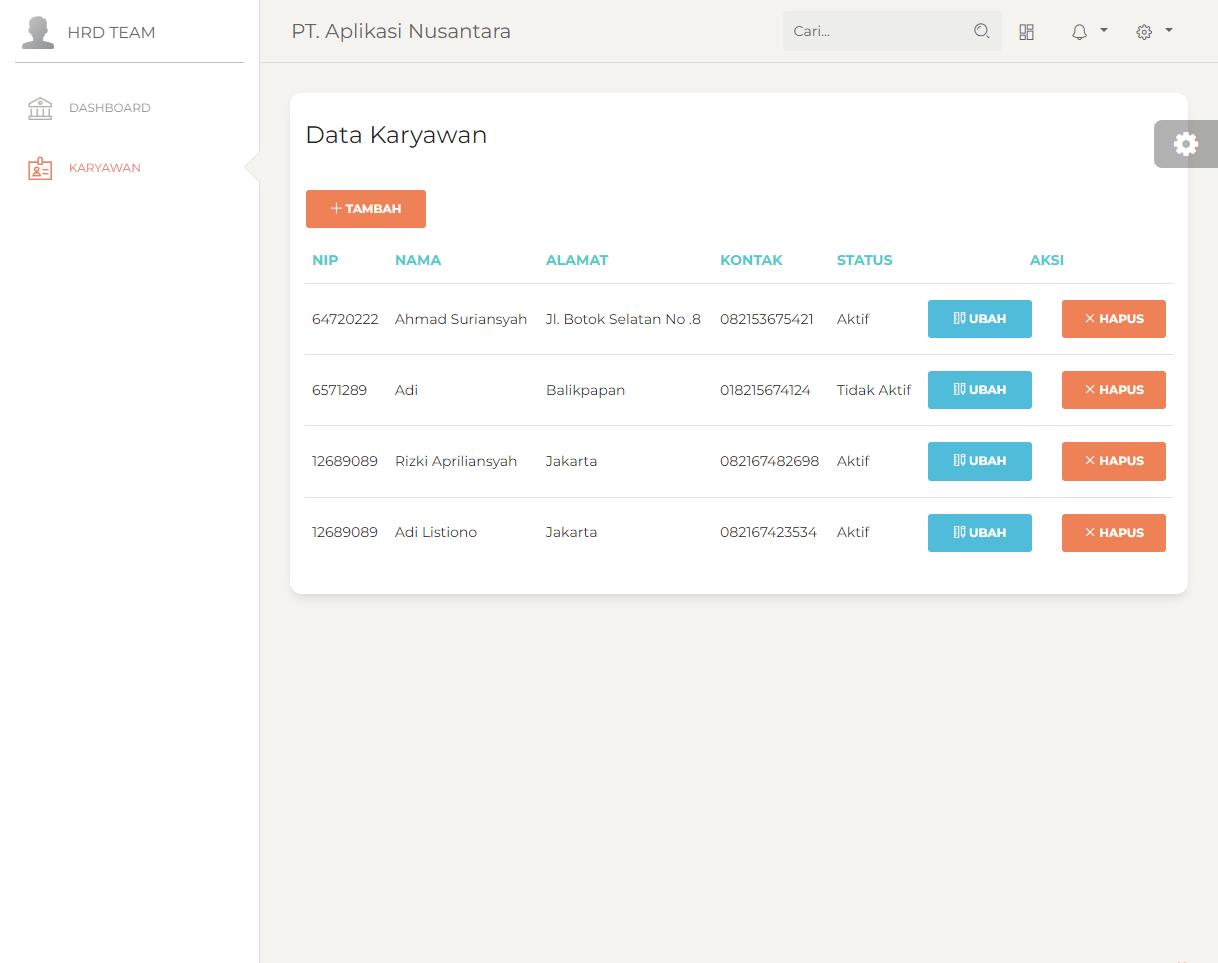 HRD TEAM
PT. Aplikasi Nusantara
Cari...
DASHBOARD
KARYAWAN
Data Karyawan
TAMBAH
NIP NAMA ALAMAT KONTAK STATUS AKSI
64720222 Ahmad Suriansyah Jl. Botok Selatan No .8 082153675421 Aktif UBAH HAPUS
6571289 Adi Balikpapan 018215674124 Tidak Aktif UBAH HAPUS
12689089 Rizki Apriliansyah Jakarta 082167482698 Aktif UBAH HAPUS
12689089 Adi Listiono Jakarta 082167423534 Aktif UBAH HAPUS